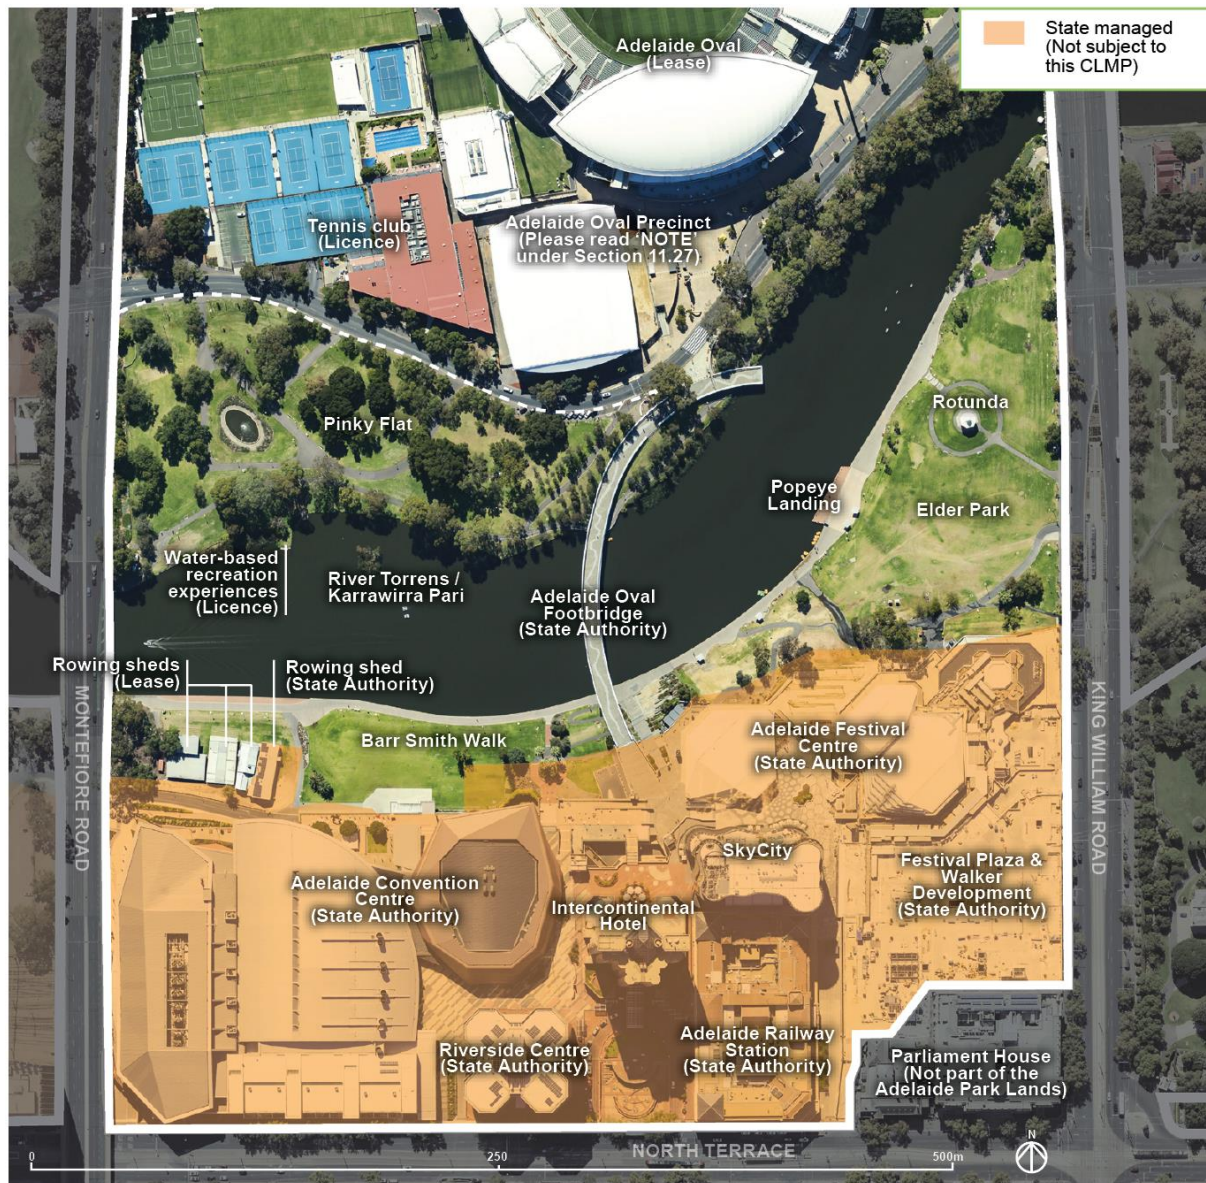 State managed
(Not subject to
this CLMP)
Adelaide Oval
(Lease)
Tennis club
(Licence)
Adelaide Oval Precinct
(Please read ‘NOTE’
under Section 11.27)
Pinky Flat
Rotunda
Popeye
Landing
Elder Park
Water-based
recreation
experiences
(Licence)
River Torrens /
Karrawirra Pari
Adelaide Oval
Footbridge
(State Authority)
Rowing sheds
(Lease)
Rowing shed
(State Authority)
Barr Smith Walk
Adelaide Festival
Centre
(State Authority)
MONTEFIORE ROAD
KING WILLIAM ROAD
SkyCity
Adelaide Convention
Centre
(State Authority)
Intercontinental
Hotel
Festival Plaza &
Walker
Development
(State Authority)
Riverside Centre
(State Authority)
Adelaide Railway
Station
(State Authority)
Parliament House
(Not part of the
Adelaide Park Lands)
NORTH TERRACE
N
0
250
500m